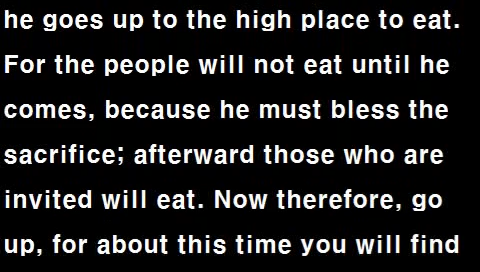 he goes up to the high place to eat.
For the people will not eat until he
comes, because he must bless the
sacrifice; afterward those who are
invited will eat. Now therefore, go
up, for about this time you will find